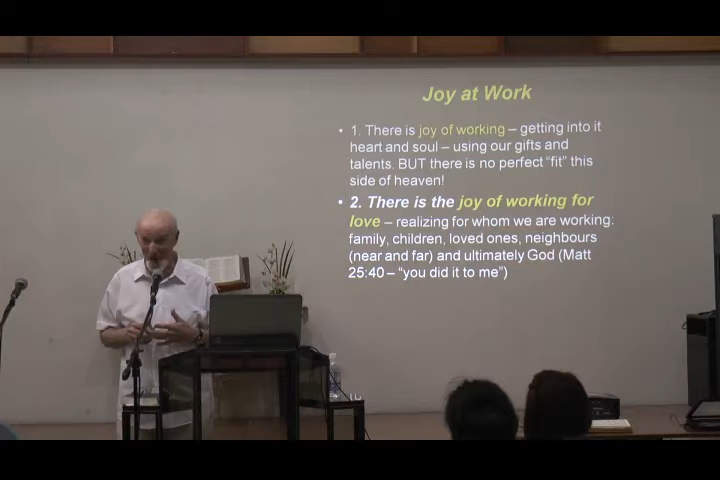 Joy at Work
• 1. There is joy of working – getting into it
heart and soul – using our gifts and
talents. BUT there is no perfect “fit” this
side of heaven!
• 2. There is the joy of working for
love – realizing for whom we are working:
family, children, loved ones, neighbours
(near and far) and ultimately God (Matt
25:40 – “you did it to me”)